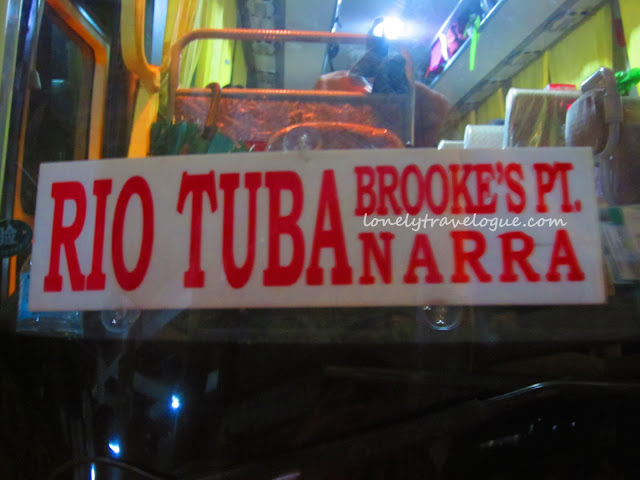 RIO TUBA
BROOKE'S PT.
lonelytravelogue.com
NARRA